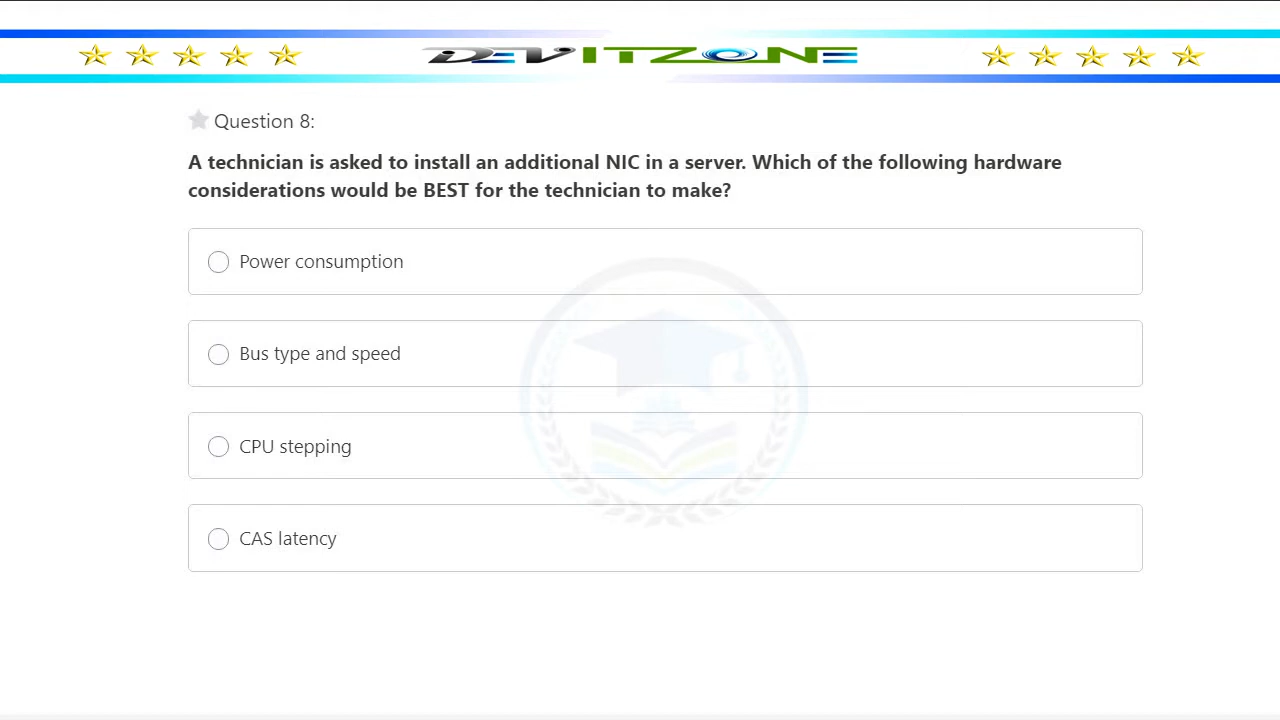 DEVITZONE
Question 8:
A technician is asked to install an additional NIC in a server. Which of the following hardware
considerations would be BEST for the technician to make?
Power consumption
Bus type and speed
CPU stepping
CAS latency